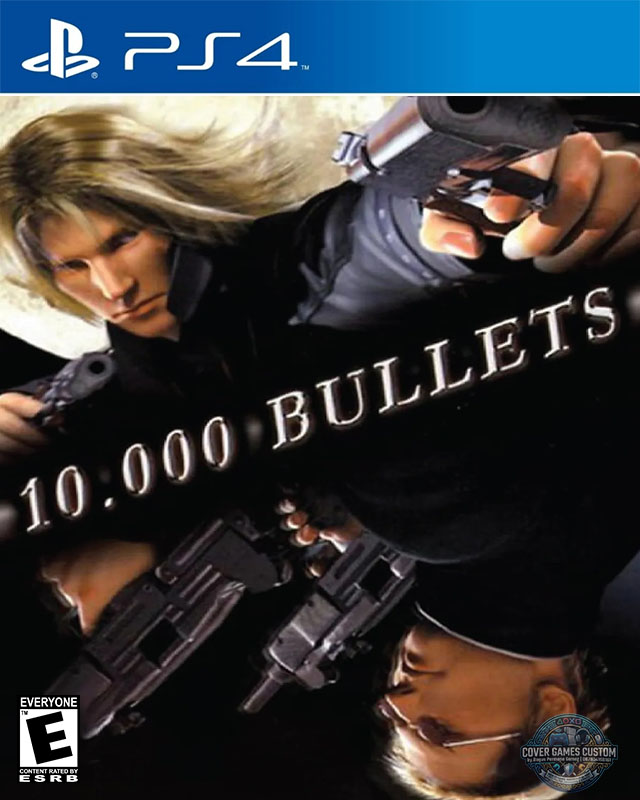 PS4
10.000 BULLETS
EVERYONE
E
CONTENT RATED BY
ESRB
COVER GAMES CUSTOM